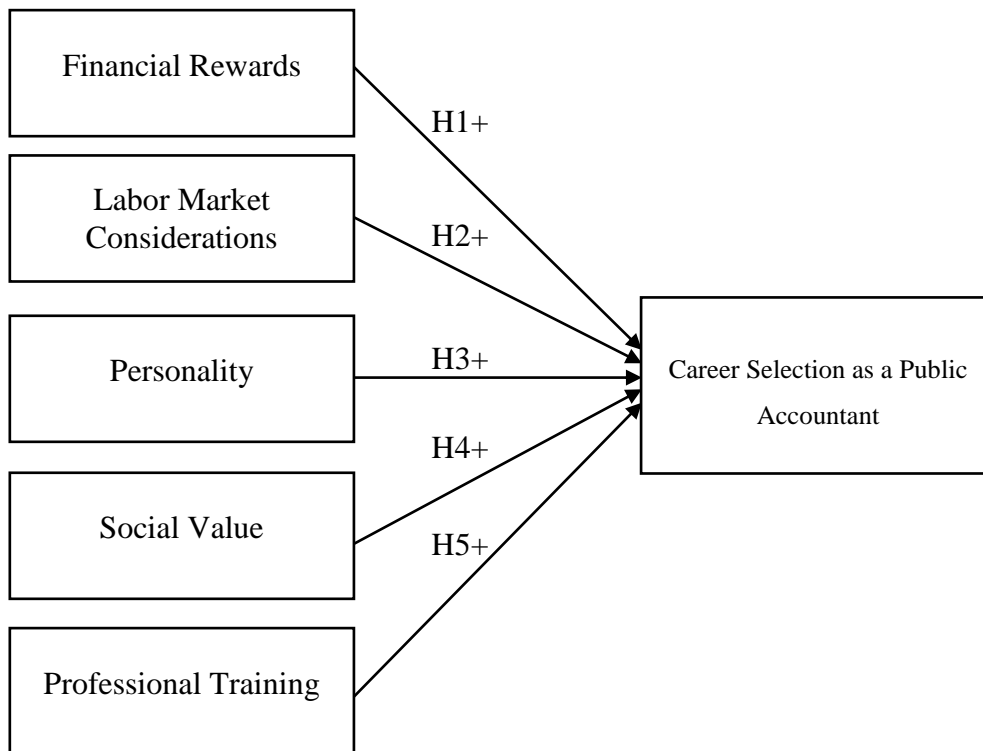 Financial Rewards
H1+
Labor Market
Considerations
H2+
Personality
H3+
Career Selection as a Public
Accountant
H4+
Social Value
H5+
Professional Training